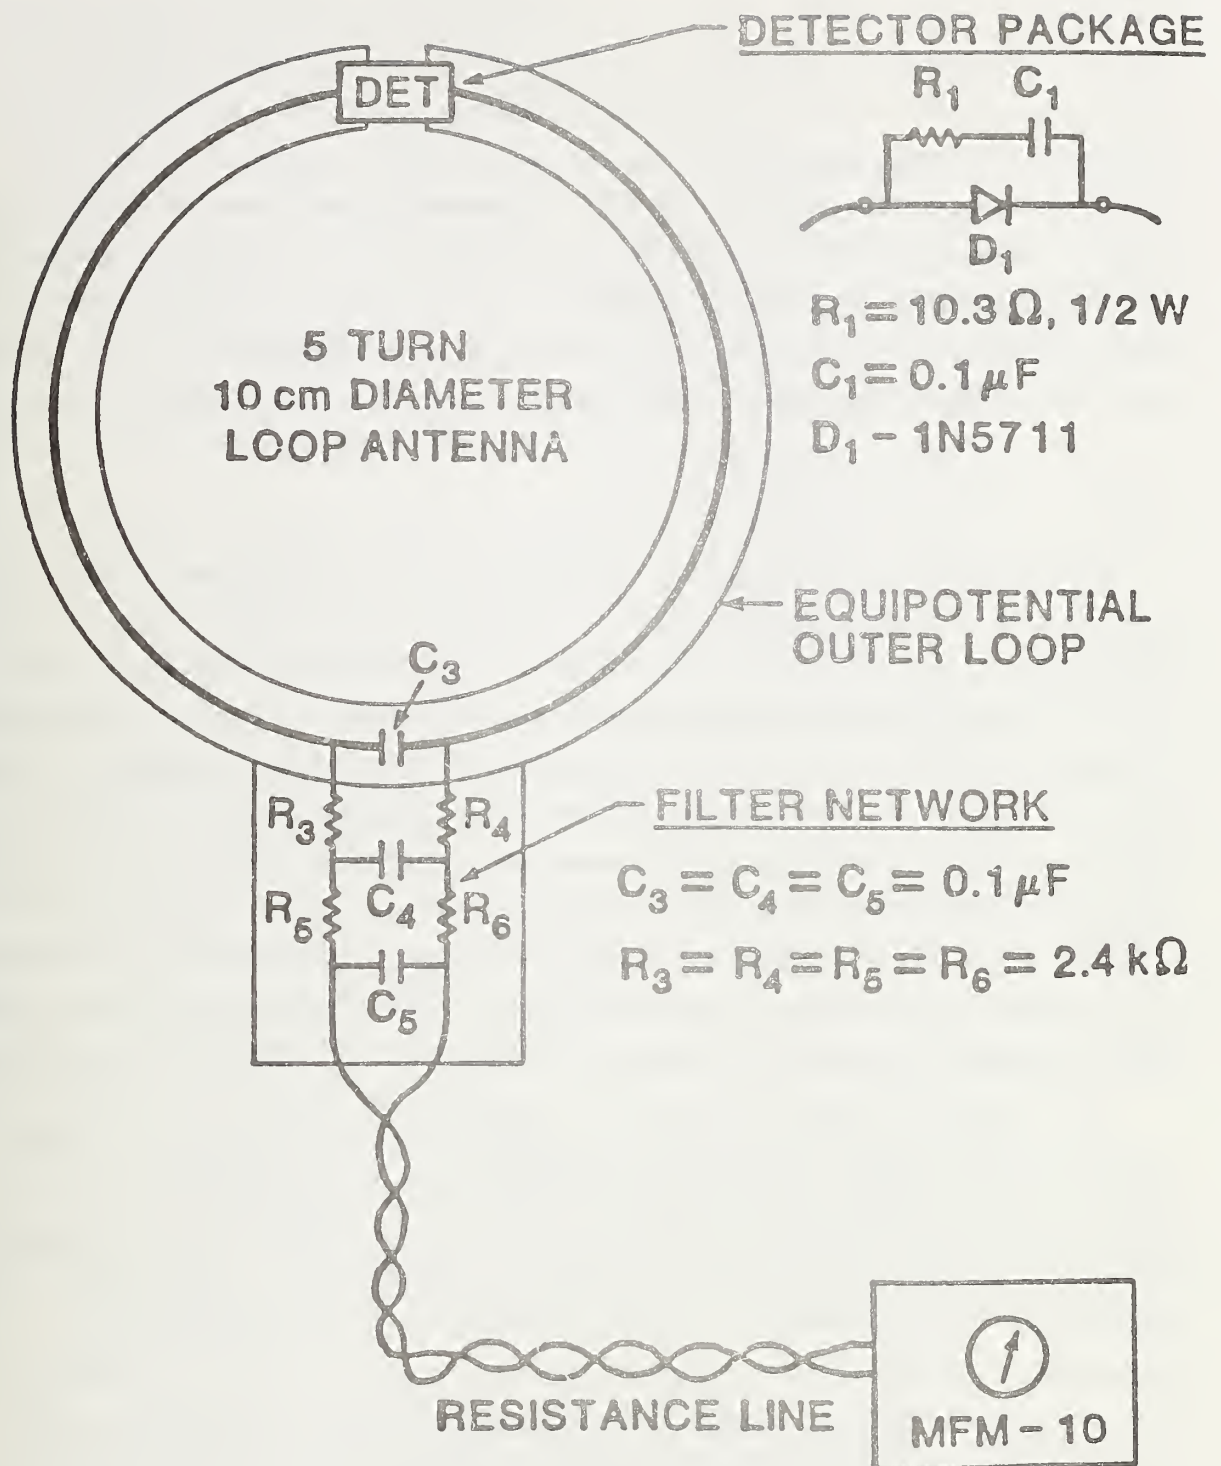 DETECTOR PACKAGE
DET
R₁ C₁
D₁
R₁ = 10.3 Ω, 1/2 W
C₁ = 0.1 μF
D₁ - 1N5711
5 TURN
10 cm DIAMETER
LOOP ANTENNA
EQUIPOTENTIAL
OUTER LOOP
C₃
FILTER NETWORK
R₃ R₄
C₄
R₅ R₆
C₅
C₃ = C₄ = C₅ = 0.1 μF
R₃ = R₄ = R₅ = R₆ = 2.4 kΩ
RESISTANCE LINE
MFM - 10